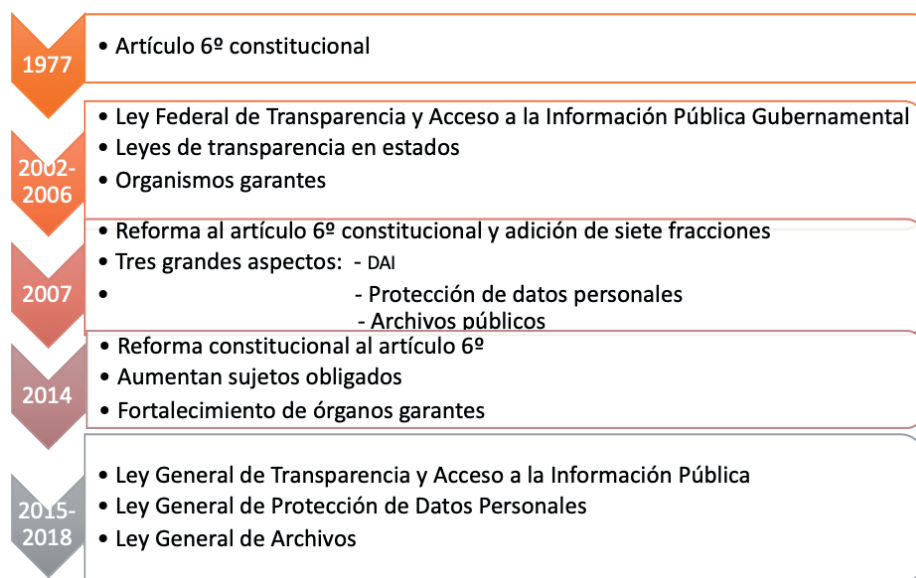 1977
• Artículo 6º constitucional
2002-
2006
• Ley Federal de Transparencia y Acceso a la Información Pública Gubernamental
• Leyes de transparencia en estados
• Organismos garantes
2007
• Reforma al artículo 6º constitucional y adición de siete fracciones
• Tres grandes aspectos: - DAI
• - Protección de datos personales
- Archivos públicos
2014
• Reforma constitucional al artículo 6º
• Aumentan sujetos obligados
• Fortalecimiento de órganos garantes
2015-
2018
• Ley General de Transparencia y Acceso a la Información Pública
• Ley General de Protección de Datos Personales
• Ley General de Archivos